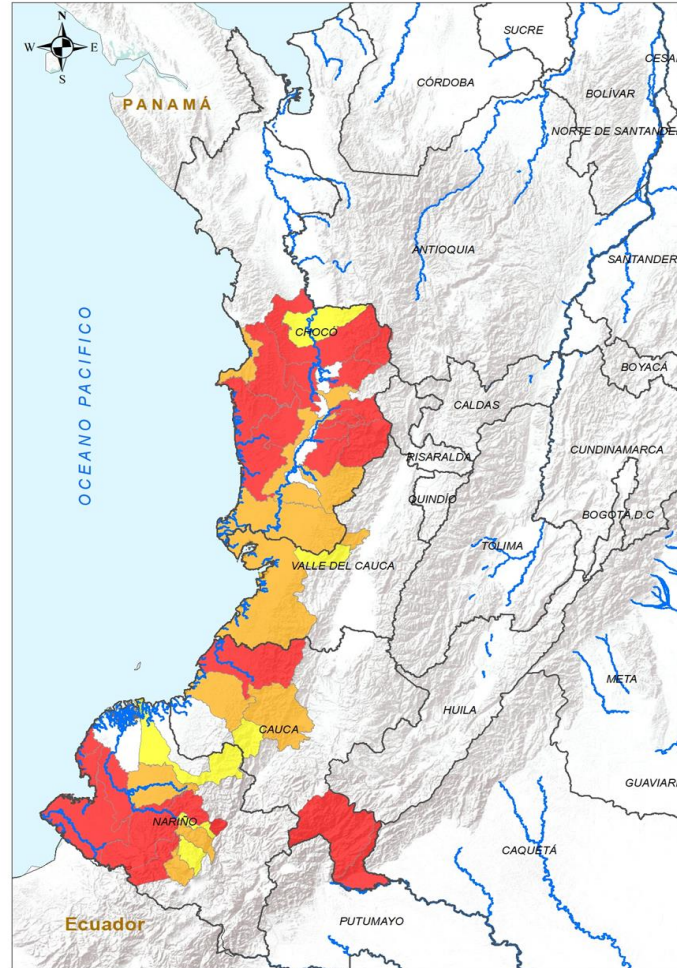 N
W E
S
SUCRE
CESAR
CÓRDOBA
BOLÍVAR
PANAMÁ
NORTE DE SANTANDER
ANTIOQUIA
SANTANDER
OCEANO PACIFICO
CHOCÓ
BOYACÁ
CALDAS
CUNDINAMARCA
RISARALDA
QUINDÍO
BOGOTÁ, D.C
TOLIMA
VALLE DEL CAUCA
META
HUILA
CAUCA
GUAVIARE
NARIÑO
CAQUETÁ
PUTUMAYO
Ecuador